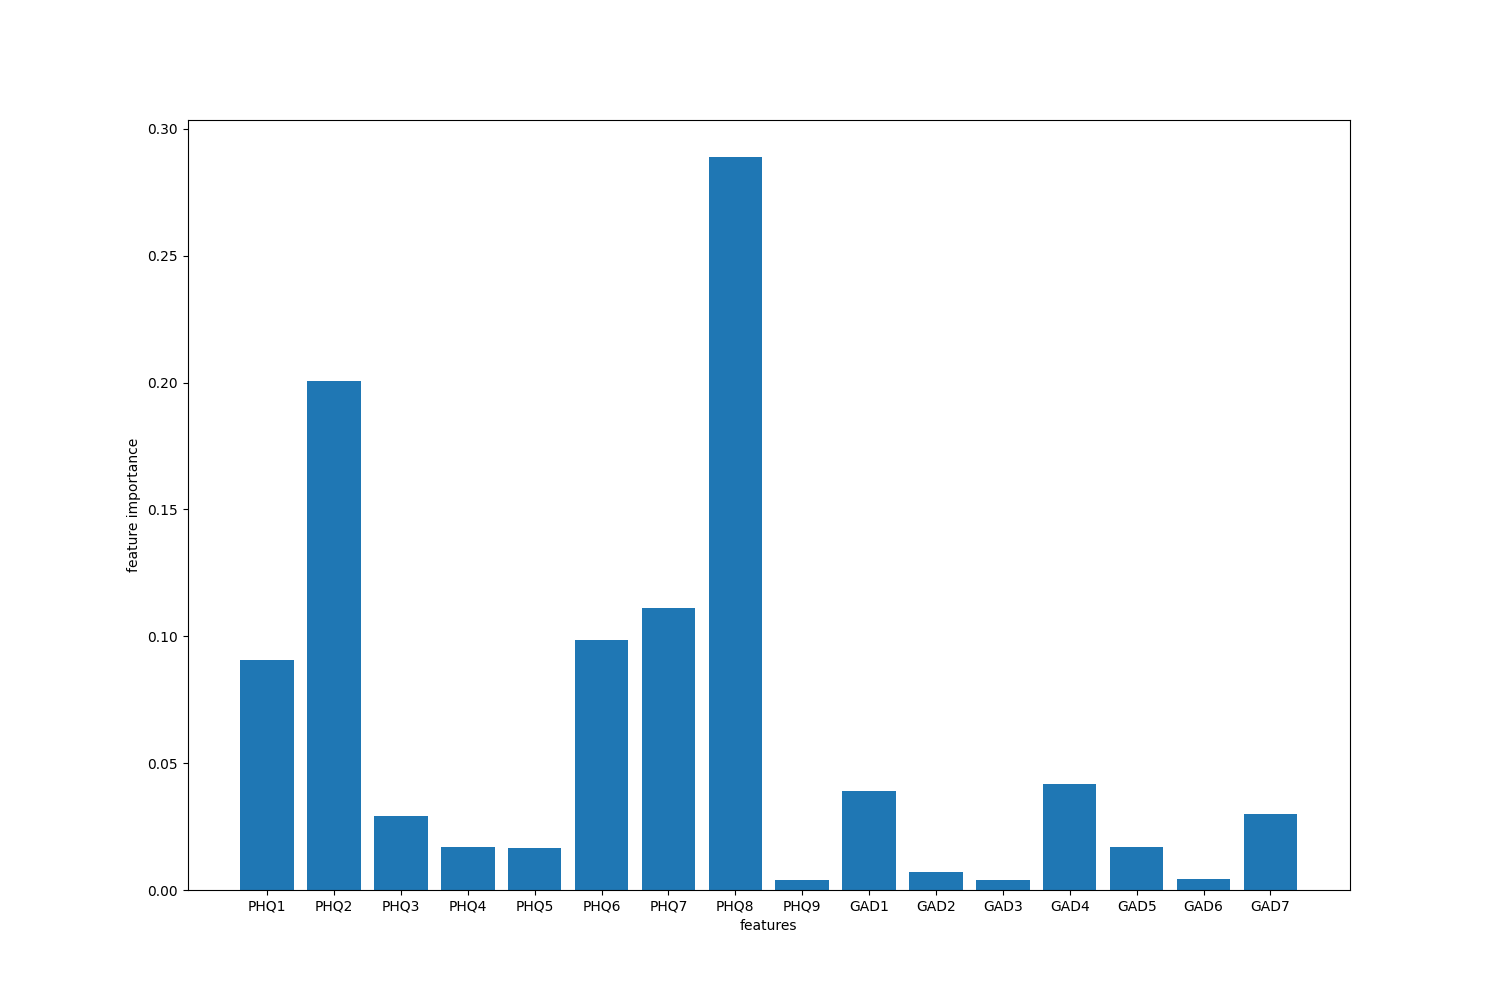 0.30
0.25
0.20
0.15
0.10
0.05
0.00
feature importance
PHQ1 PHQ2 PHQ3 PHQ4 PHQ5 PHQ6 PHQ7 PHQ8 PHQ9 GAD1 GAD2 GAD3 GAD4 GAD5 GAD6 GAD7
features